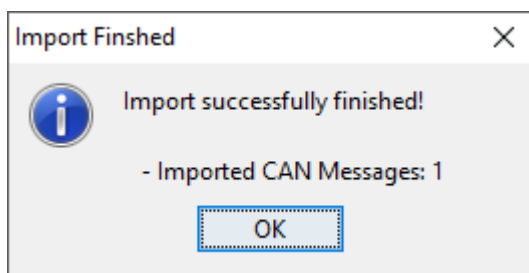 Import Finshed
Import successfully finished!
- Imported CAN Messages: 1
OK